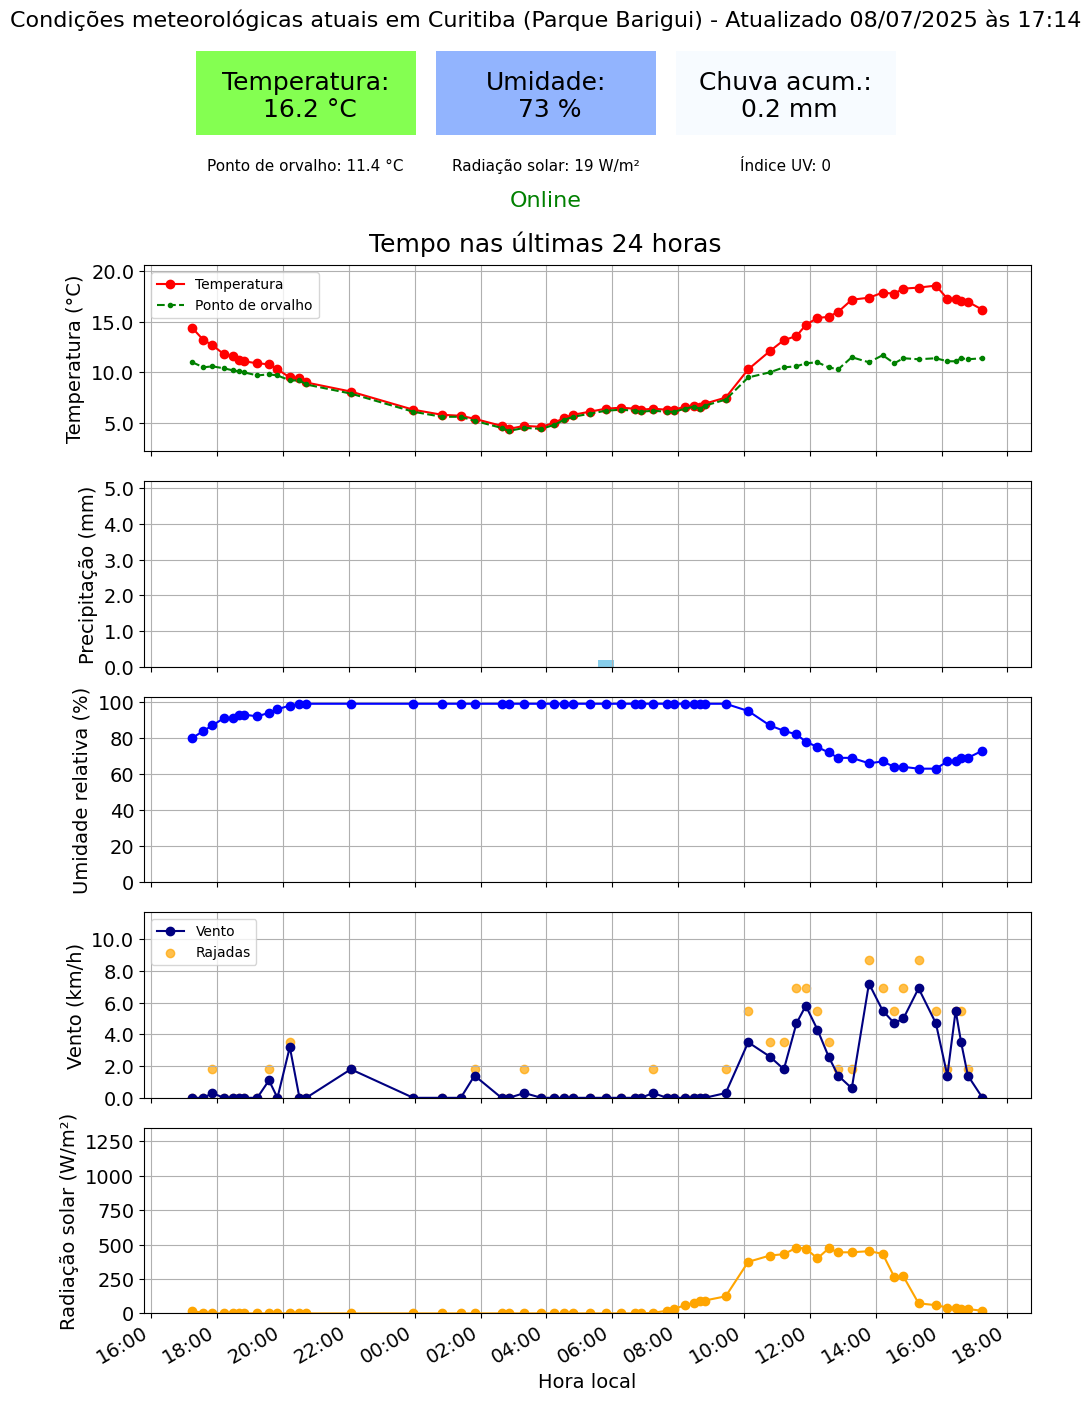 Condições meteorológicas atuais em Curitiba (Parque Barigui) - Atualizado 08/07/2025 às 17:14
Temperatura:
16.2 °C
Umidade:
73 %
Chuva acum.:
0.2 mm
Ponto de orvalho: 11.4 °C
Radiação solar: 19 W/m²
Índice UV: 0
Online
Tempo nas últimas 24 horas
Temperatura (°C)
20.0
15.0
10.0
5.0
Temperatura
Ponto de orvalho
Precipitação (mm)
5.0
4.0
3.0
2.0
1.0
0.0
Umidade relativa (%)
100
80
60
40
20
0
Vento (km/h)
10.0
8.0
6.0
4.0
2.0
0.0
Vento
Rajadas
Radiação solar (W/m²)
1250
1000
750
500
250
0
16:00
18:00
20:00
22:00
00:00
02:00
04:00
06:00
08:00
10:00
12:00
14:00
16:00
18:00
Hora local